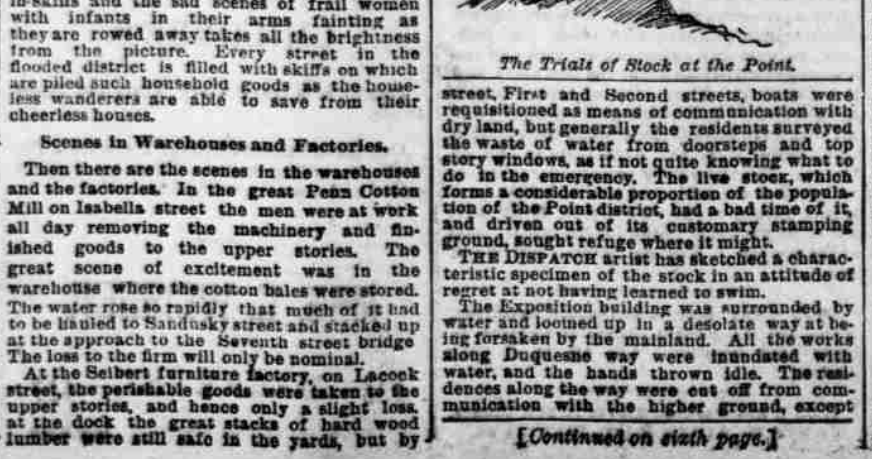 in-skiffs and the sad scenes of frail women
with infants in their arms fainting as
they are rowed away takes all the brightness
from the picture. Every street in the
flooded district is filled with skiffs on which
are piled such household goods as the house-
less wanderers are able to save from their
cheerless houses.
Scenes in Warehouses and Factories.
Then there are the scenes in the warehouses
and the factories. In the great Penn Cotton
Mill on Isabella street the men were at work
all day removing the machinery and fin-
ished goods to the upper stories. The
great scene of excitement was in the
warehouse where the cotton bales were stored.
The water rose so rapidly that much of it had
to be hauled to Sandusky street and stacked up
at the approach to the Seventh street bridge
The loss to the firm will only be nominal.
At the Seibert furniture factory, on Lacock
street, the perishable goods were taken to the
upper stories, and hence only a slight loss.
at the dock the great stacks of hard wood
lumber were still safe in the yards, but by
The Trials of Stock at the Point.
street, First and Second streets, boats were
requisitioned as means of communication with
dry land, but generally the residents surveyed
the waste of water from doorsteps and top
story windows, as if not quite knowing what to
do in the emergency. The live stock, which
forms a considerable proportion of the popula-
tion of the Point district, had a bad time of it,
and driven out of its customary stamping
ground, sought refuge where it might.
THE DISPATCH artist has sketched a charac-
teristic specimen of the stock in an attitude of
regret at not having learned to swim.
The Exposition building was surrounded by
water and loomed up in a desolate way at be-
ing forsaken by the mainland. All the works
along Duquesne way were inundated with
water, and the hands thrown idle. The resi-
dences along the way were cut off from com-
munication with the higher ground, except
[Continued on sixth page.]